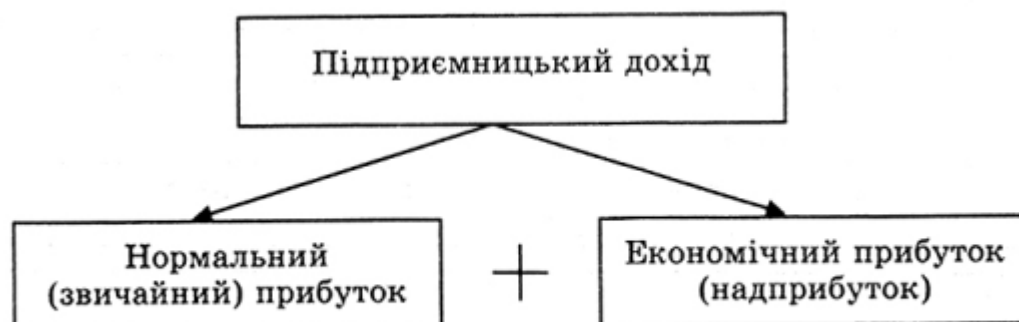 Підприємницький дохід
Нормальний
(звичайний) прибуток
+
Економічний прибуток
(надприбуток)